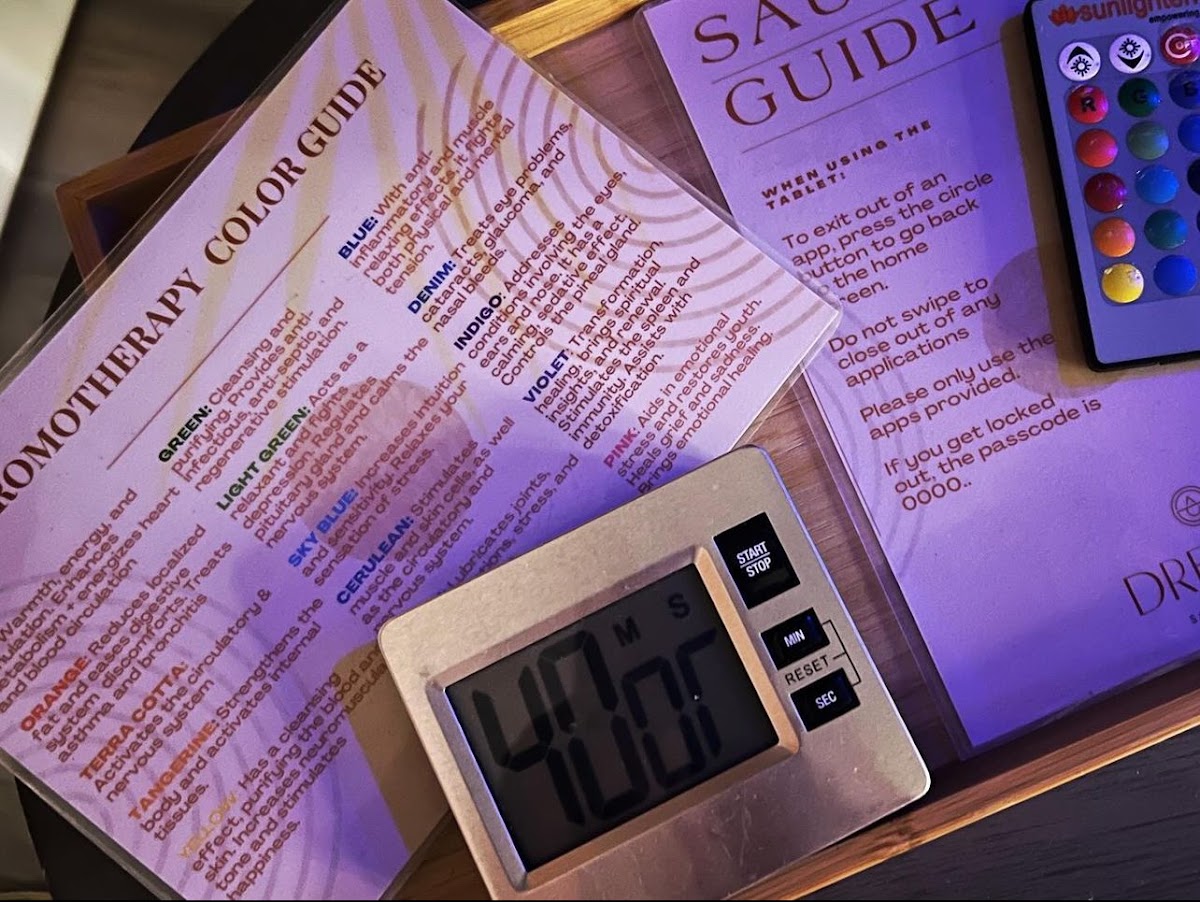 ROMOTHERAPY COLOR GUIDE
Warmth, energy, and
Enhances
metabolism + energizes heart
and blood circulation
ORANGE: Reduces localized
fat and eases digestive
system discomforts. Treats
asthma and bronchitis
TERRA COTTA:
Activates the circulatory &
nervous system
TANGERINE: Strengthens the
body and activates internal
tissues.
YELLOW: Has a cleansing
effect, purifying the blood and
skin. Increases neuromuscular
tone and stimulates
happiness.
GREEN: Cleansing and
purifying. Provides anti-
infectious, anti-septic, and
regenerative stimulation.
LIGHT GREEN: Acts as a
relaxant and
depression. Regulates
pituitary gland and calms the
nervous system.
SKY BLUE: Increases intuition
and sensitivity. Relaxes your
sensation of stress.
CERULEAN: Stimulates
muscle and skin cells, as well
as the circulatory and
nervous system.
lubricates joints,
stress, and
BLUE: With anti-
inflammatory and muscle
relaxing effects, it fights
both physical and mental
tension.
DENIM: Treats eye problems,
cataracts, glaucoma, and
nasal bleeds.
INDIGO: Addresses
conditions involving the eyes,
ears and nose. It has a
calming, sedative effect.
Controls the pineal gland.
VIOLET: Transformation,
healing, brings spiritual
insight and renewal.
Stimulates the spleen and
immunity. Assists with
detoxification.
PINK: Aids in emotional
stress and restores youth.
Heals grief and sadness.
Brings emotional healing.
SAU
GUIDE
WHEN USING THE
TABLET:
To exit out of an
app, press the circle
button to go back
the home
een.
Do not swipe to
close out of any
applications
Please only use the
apps provided.
If you get locked
out, the passcode is
0000..
DRE
sunlighten
empowering
OFF
R G B
M S
40 00
START
STOP
MIN
RESET
SEC